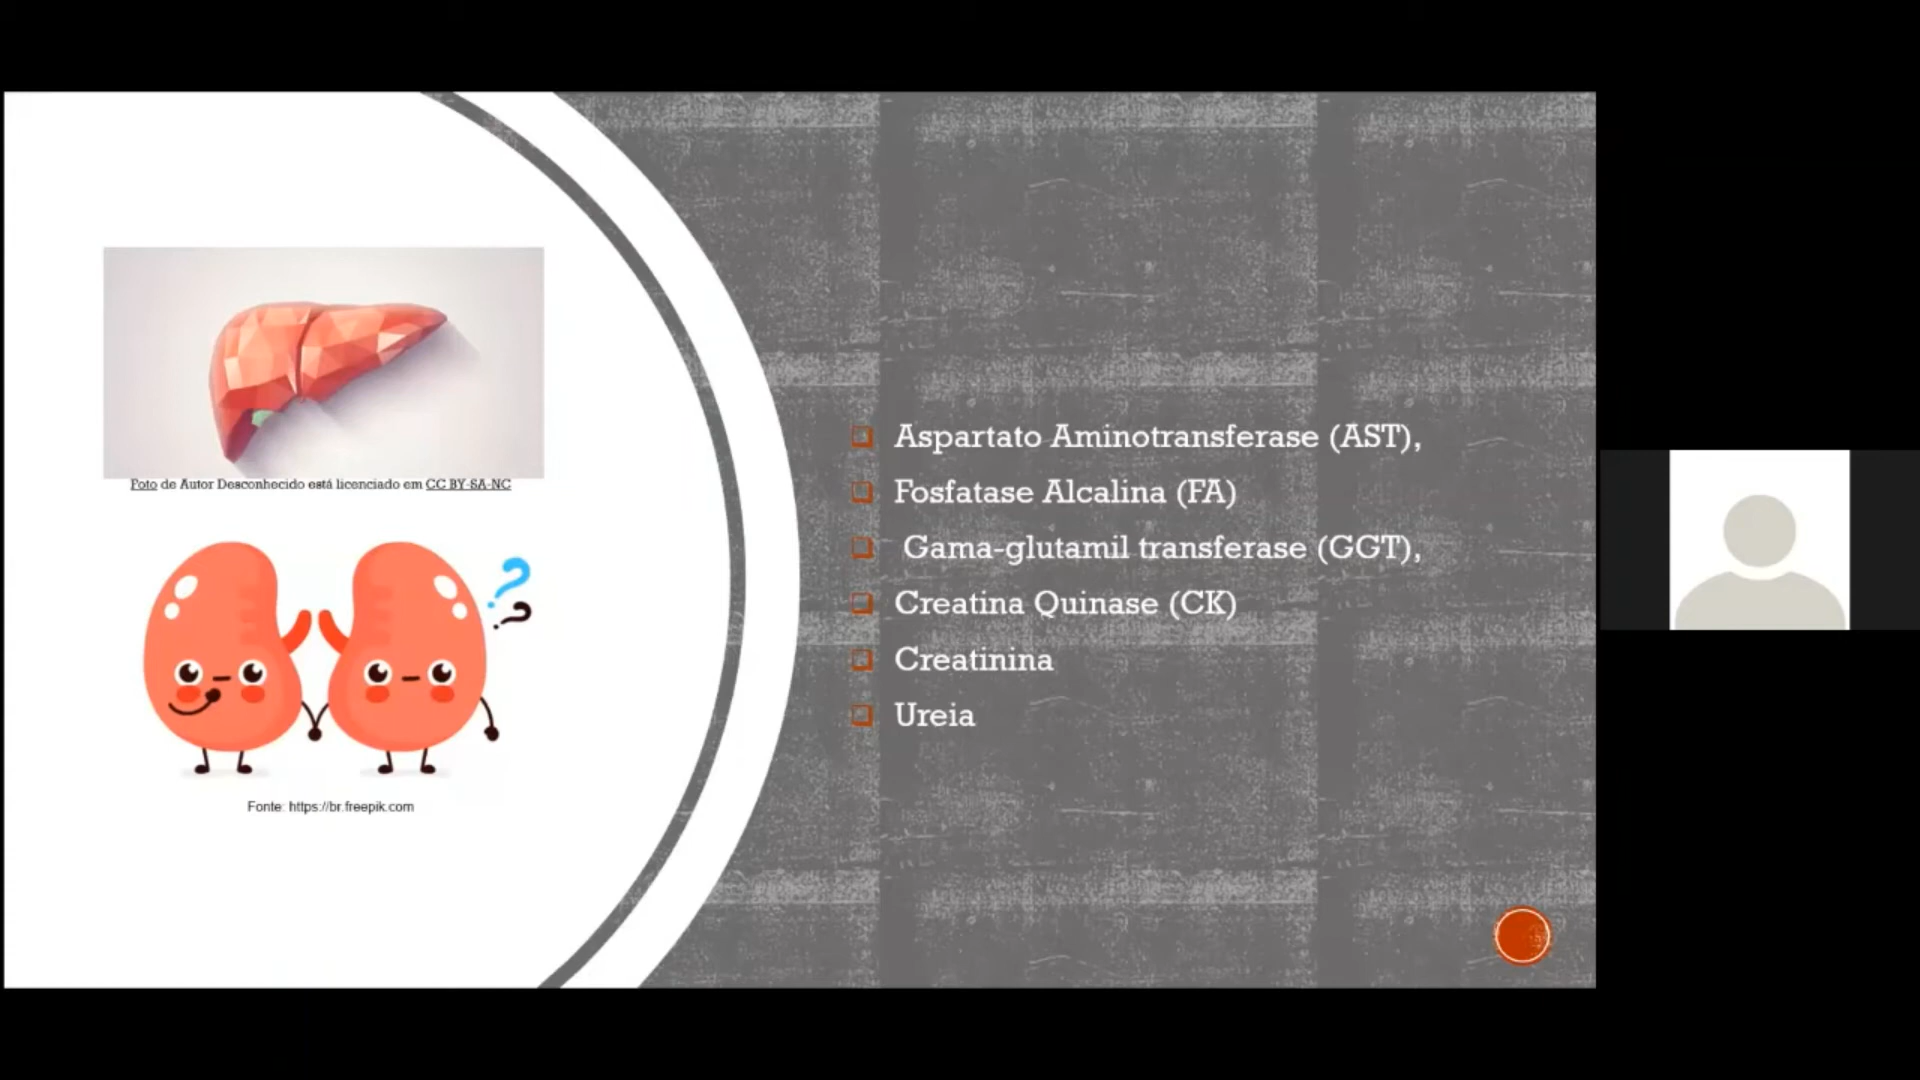 Foto de Autor Desconhecido está licenciado em CC BY-SA-NC
Fonte: https://br.freepik.com
Aspartato Aminotransferase (AST),
Fosfatase Alcalina (FA)
Gama-glutamil transferase (GGT),
Creatina Quinase (CK)
Creatinina
Ureia